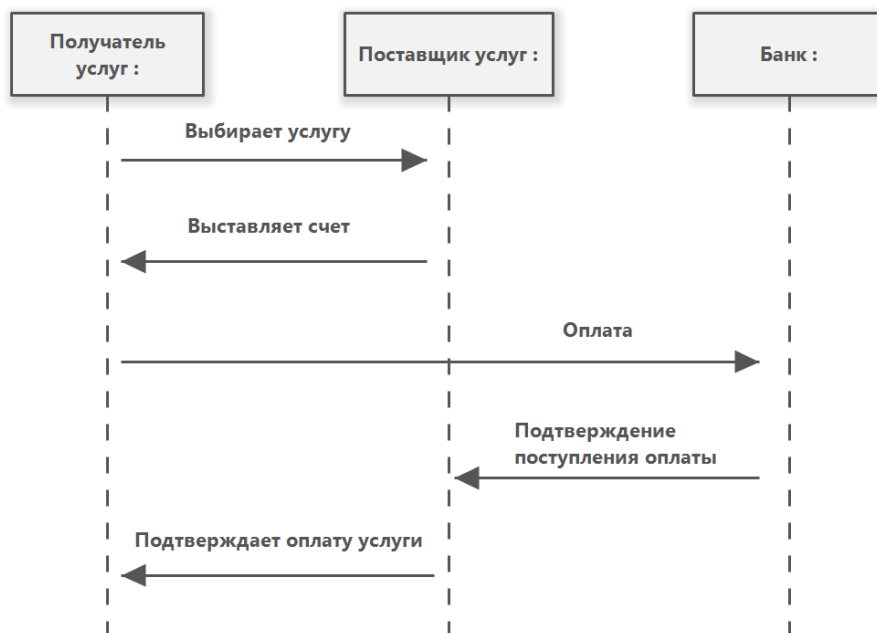 Получатель
услуг :
Поставщик услуг :
Банк :
Выбирает услугу
Выставляет счет
Оплата
Подтверждение
поступления оплаты
Подтверждает оплату услуги